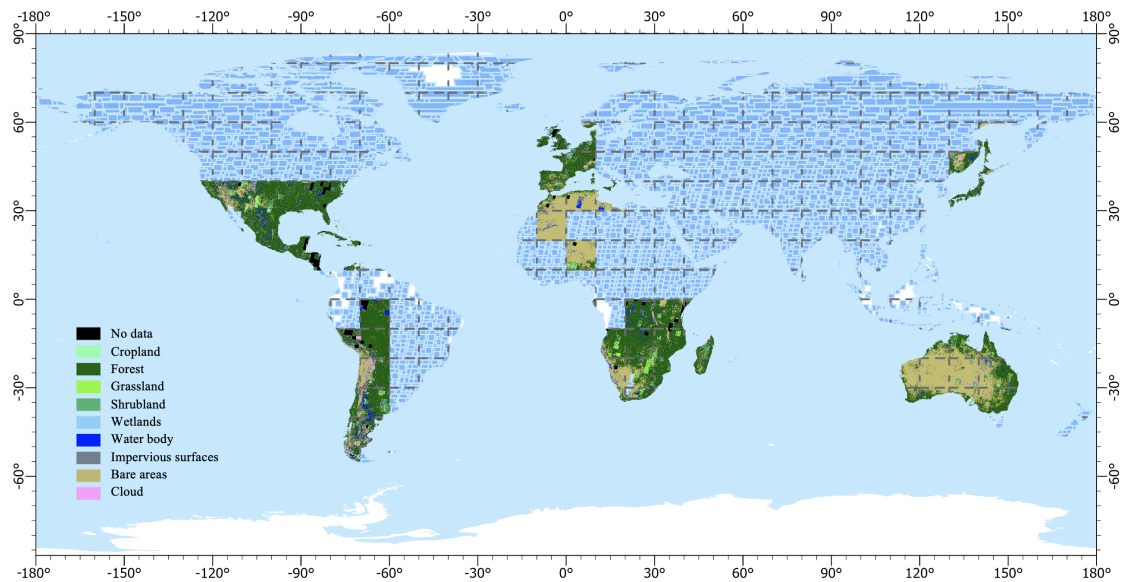 -180° -150° -120° -90° -60° -30° 0° 30° 60° 90° 120° 150° 180°
90° 90°
60° 60°
30° 30°
0° 0°
-30° -30°
-60° -60°
No data
Cropland
Forest
Grassland
Shrubland
Wetlands
Water body
Impervious surfaces
Bare areas
Cloud
-180° -150° -120° -90° -60° -30° 0° 30° 60° 90° 120° 150° 180°